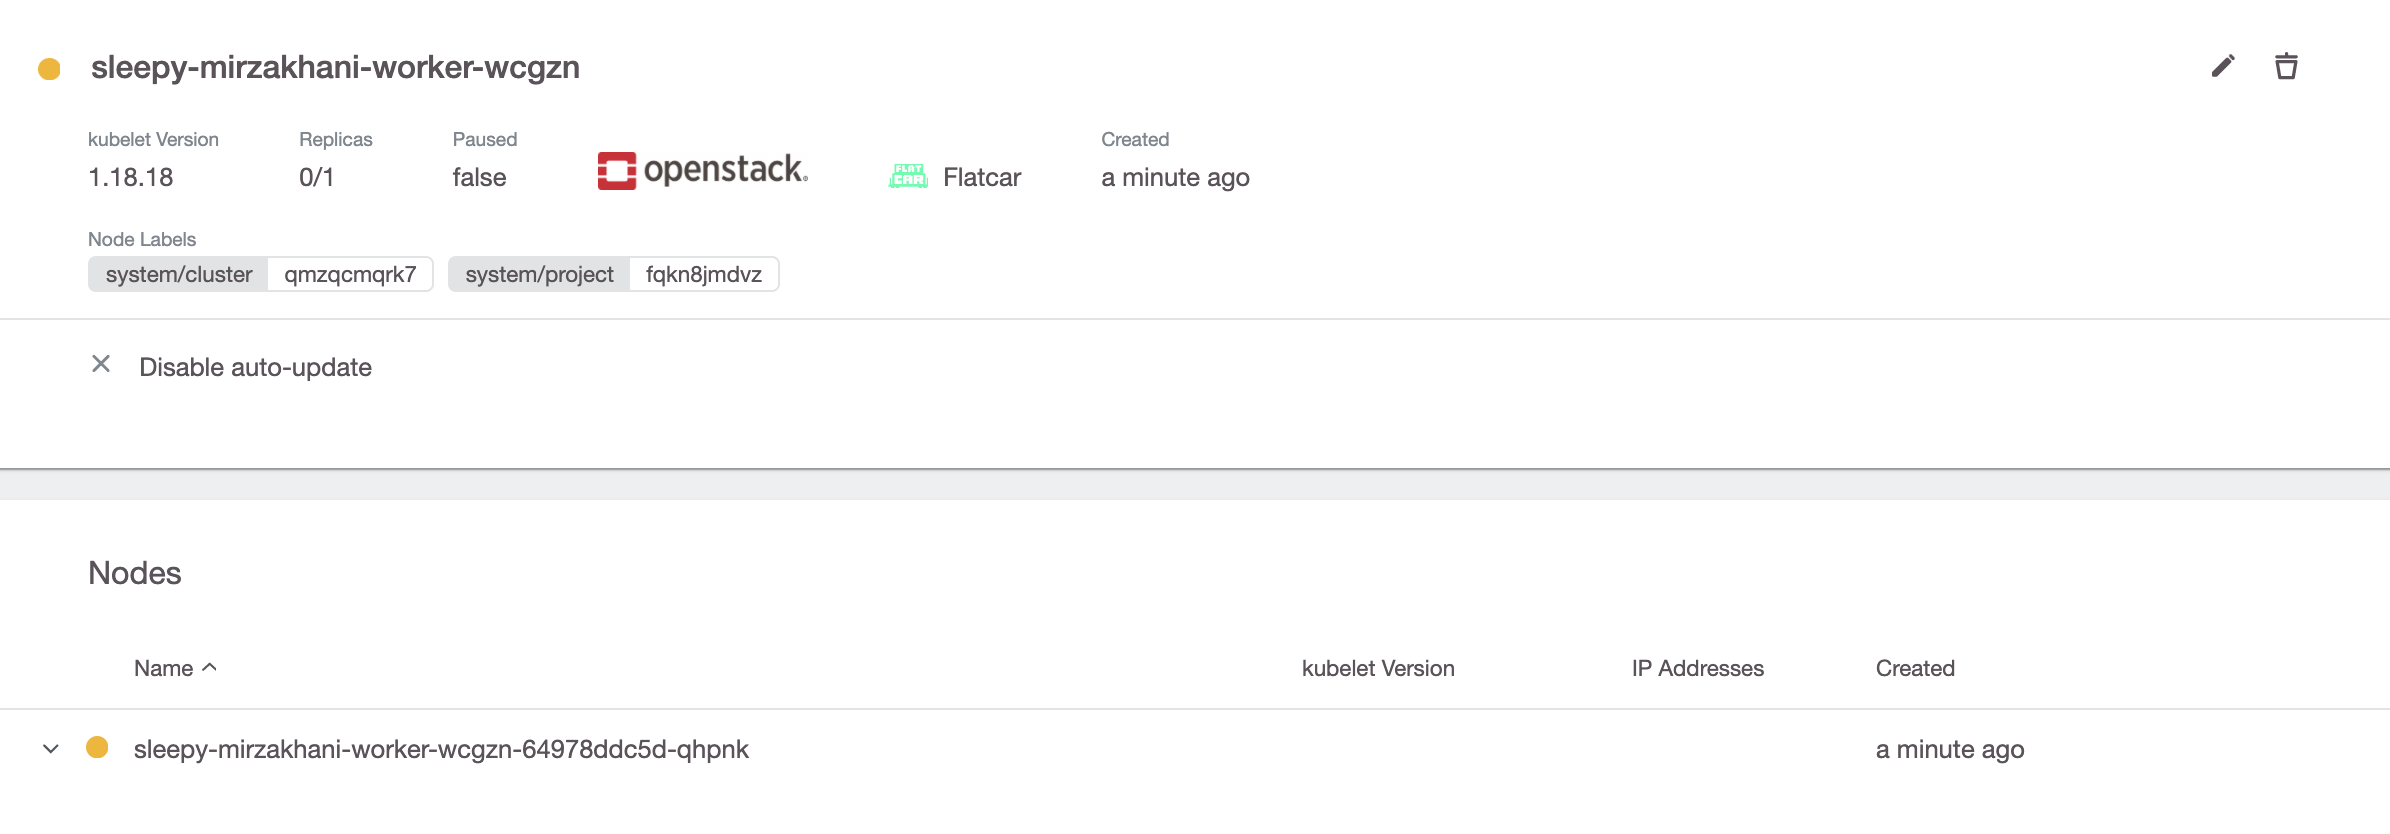 sleepy-mirzakhani-worker-wcgzn
kubelet Version Replicas Paused Created
1.18.18 0/1 false openstack. FLAT CAR Flatcar a minute ago
Node Labels
system/cluster qmzqcmqrk7 system/project fqkn8jmdvz
Disable auto-update
Nodes
Name kubelet Version IP Addresses Created
sleepy-mirzakhani-worker-wcgzn-64978ddc5d-qhpnk a minute ago